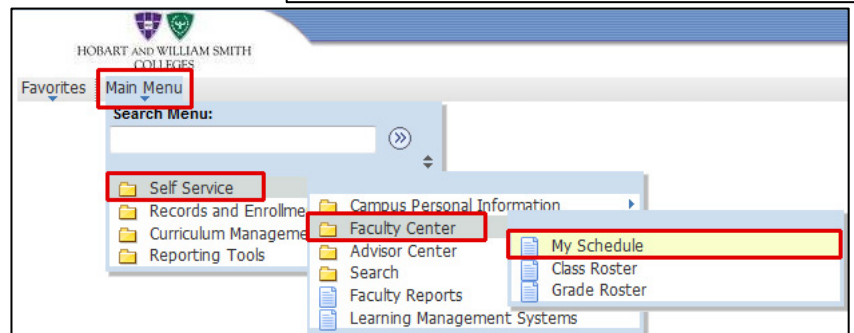 HOBART AND WILLIAM SMITH
COLLEGES
Favorites Main Menu
Search Menu:
Self Service
Records and Enrollme
Curriculum Manageme
Reporting Tools
Campus Personal Information
Faculty Center
Advisor Center
Search
Faculty Reports
Learning Management Systems
My Schedule
Class Roster
Grade Roster